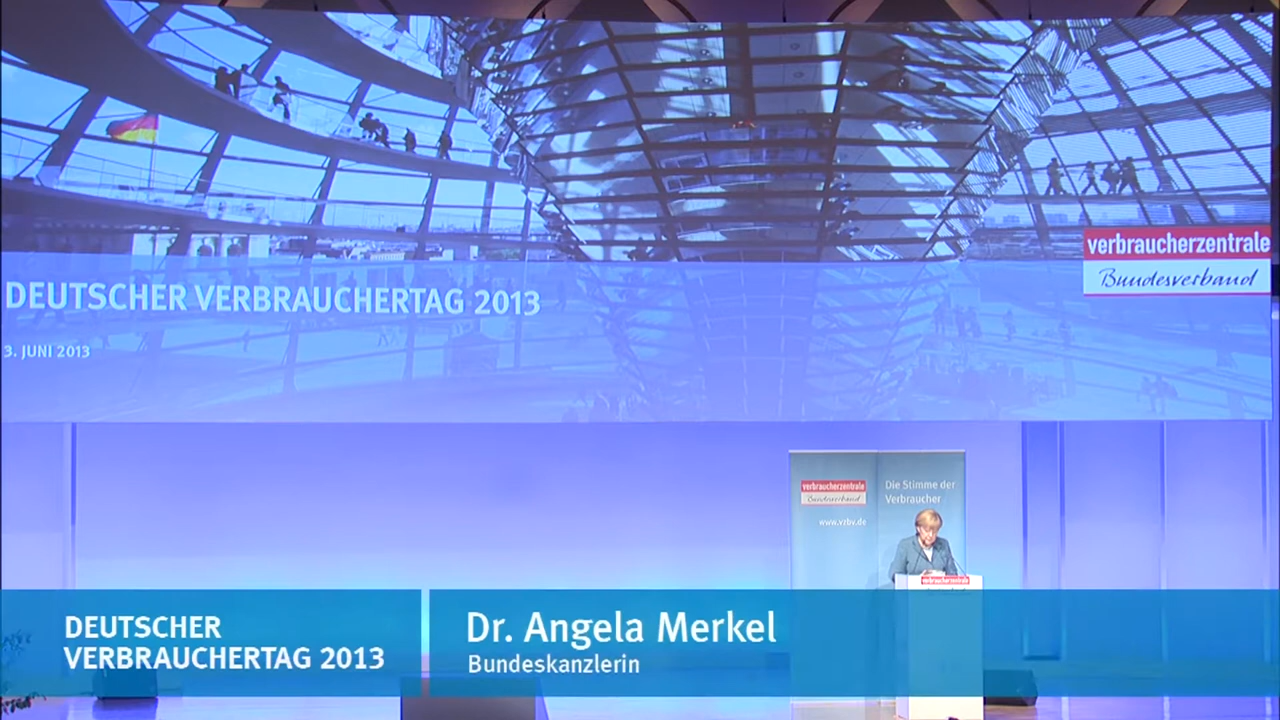 DEUTSCHER VERBRAUCHERTAG 2013
3. JUNI 2013
verbraucherzentrale
Bundesverband
verbraucherzentrale
Bundesverband
www.vzbv.de
Die Stimme der
Verbraucher
verbraucherzentrale
DEUTSCHER
VERBRAUCHERTAG 2013
Dr. Angela Merkel
Bundeskanzlerin